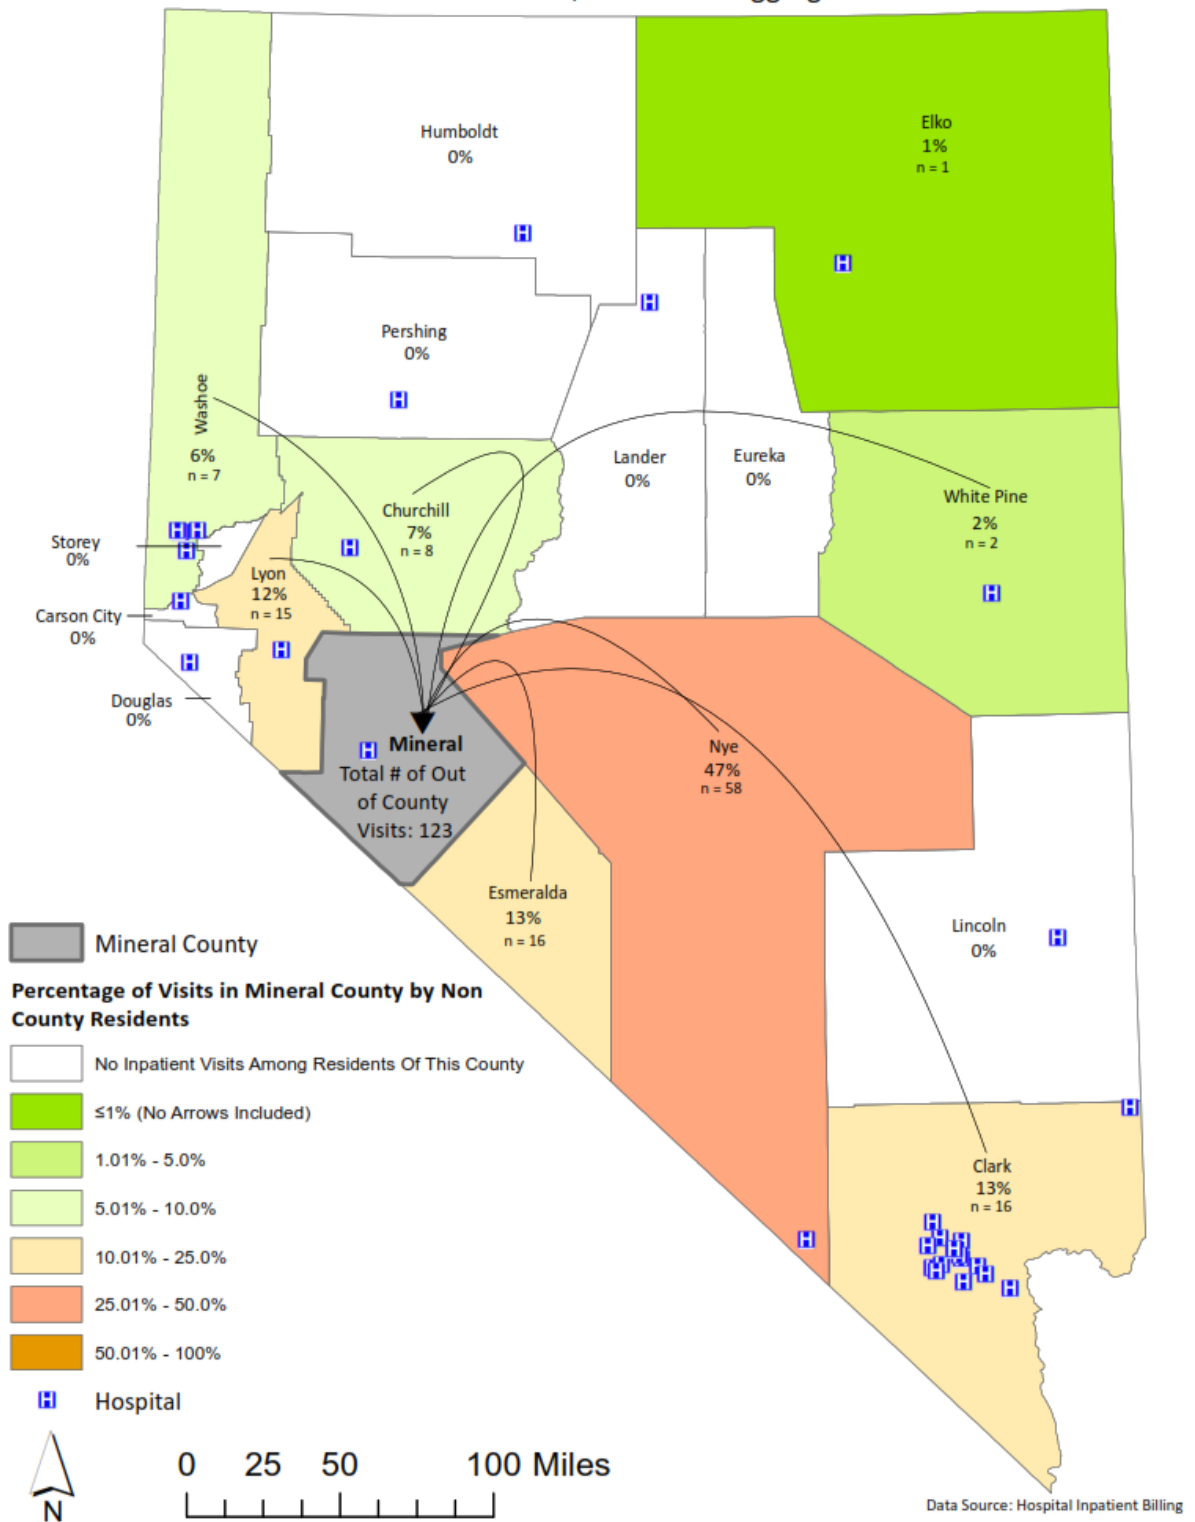 Humboldt
0%
Elko
1%
n = 1
H
H
H
Pershing
0%
H
Washoe
6%
n = 7
Lander
0%
Eureka
0%
White Pine
2%
n = 2
H
Churchill
7%
n = 8
H
H
H
H
H
Storey
0%
Lyon
12%
n = 15
H
Carson City
0%
H
Douglas
0%
H
Mineral
Total # of Out
of County
Visits: 123
Nye
47%
n = 58
Esmeralda
13%
n = 16
Lincoln
0%
H
H
Clark
13%
n = 16
H
H
H
H
H
H
H
H
H
H
H
Mineral County
Percentage of Visits in Mineral County by Non
County Residents
No Inpatient Visits Among Residents Of This County
≤1% (No Arrows Included)
1.01% - 5.0%
5.01% - 10.0%
10.01% - 25.0%
25.01% - 50.0%
50.01% - 100%
H Hospital
N
0 25 50 100 Miles
Data Source: Hospital Inpatient Billing